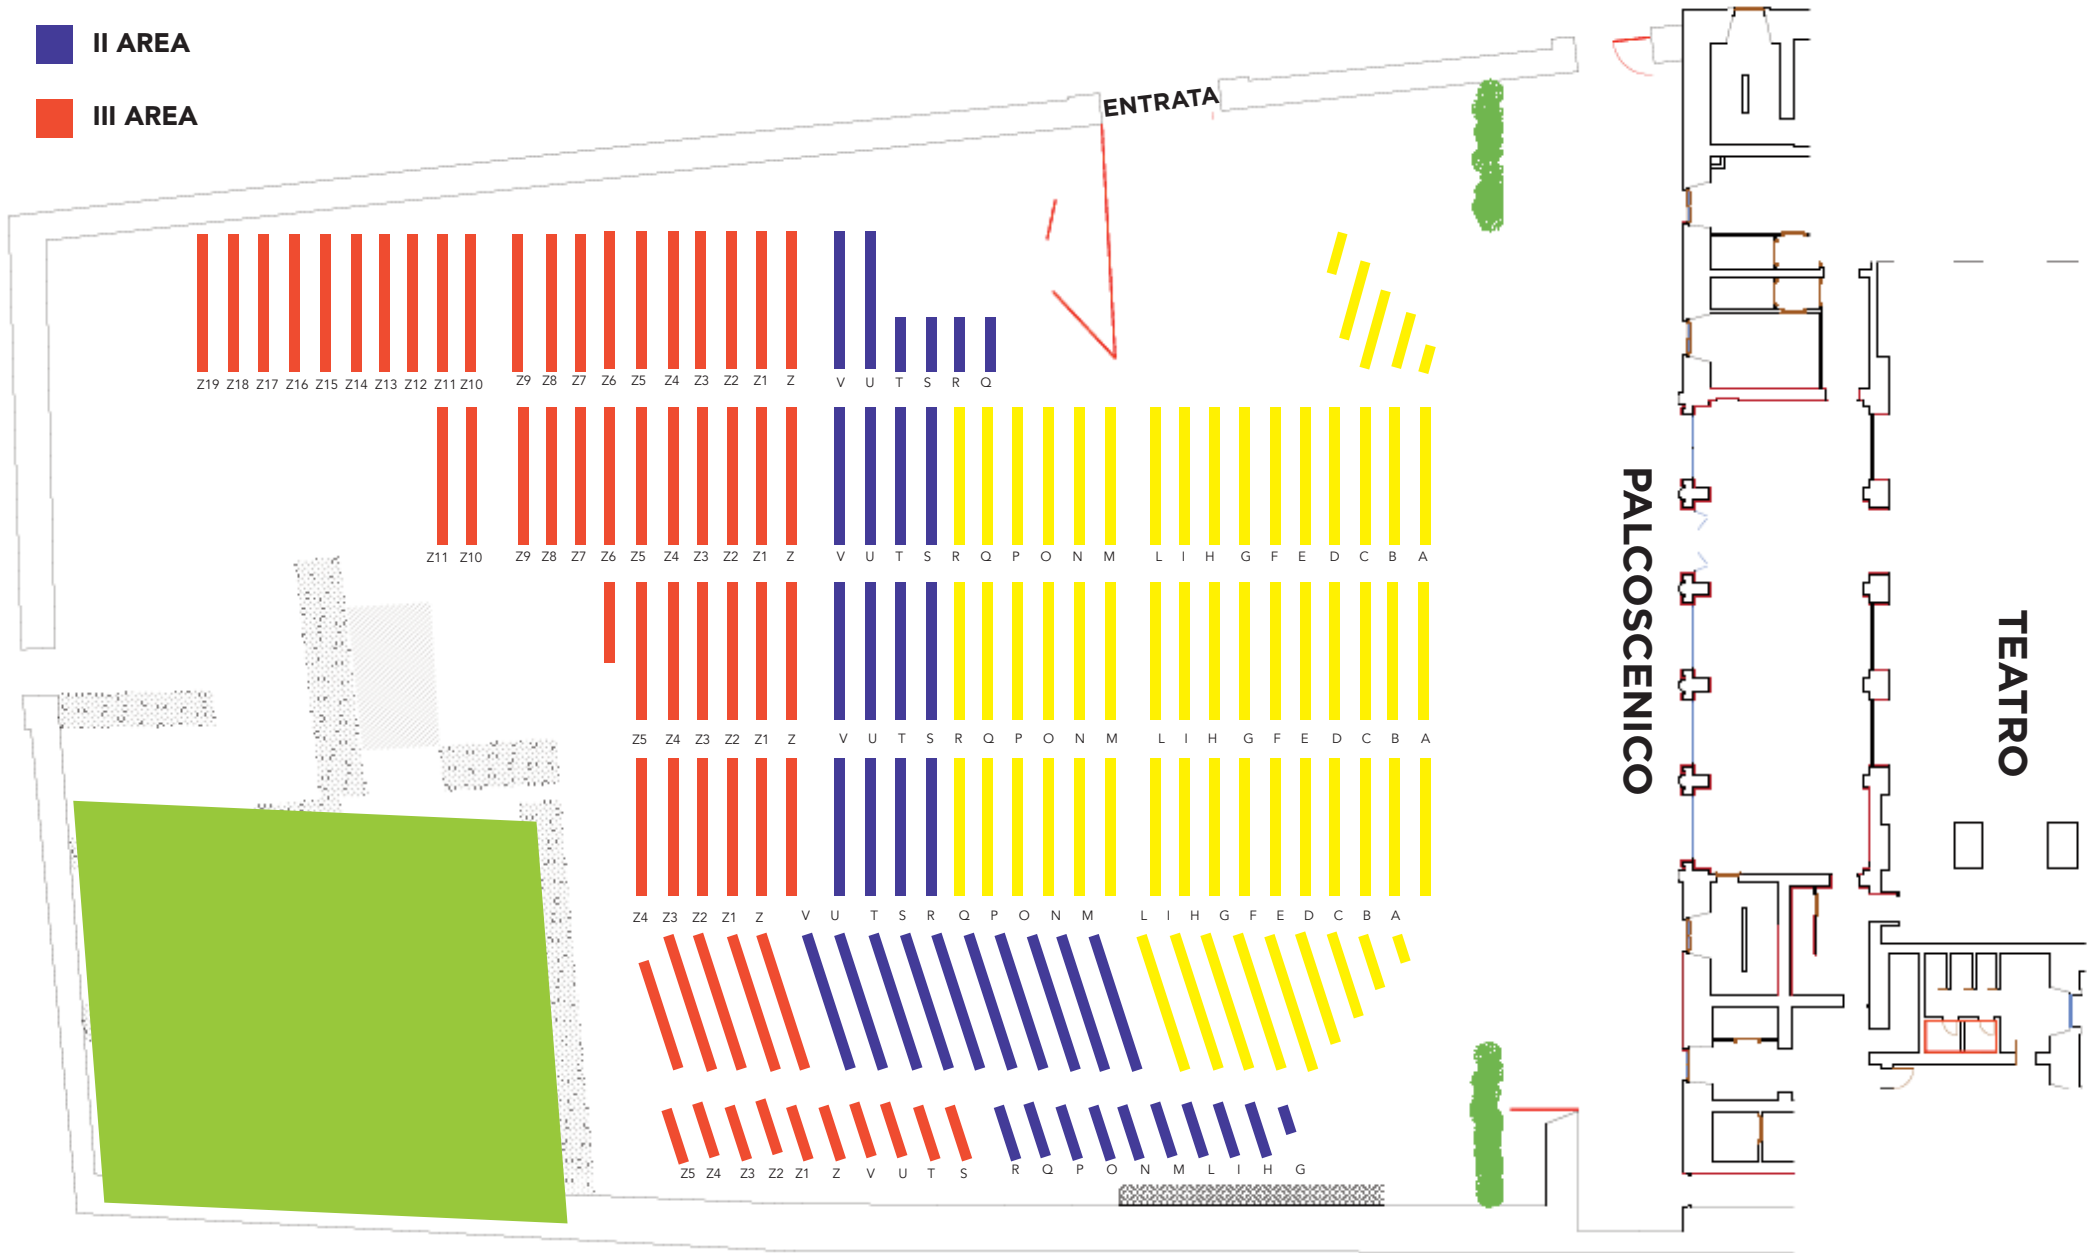 II AREA
III AREA
ENTRATA
Z19 Z18 Z17 Z16 Z15 Z14 Z13 Z12 Z11 Z10 Z9 Z8 Z7 Z6 Z5 Z4 Z3 Z2 Z1 Z V U T S R Q
Z11 Z10 Z9 Z8 Z7 Z6 Z5 Z4 Z3 Z2 Z1 Z V U T S R Q P O N M L I H G F E D C B A
Z5 Z4 Z3 Z2 Z1 Z V U T S R Q P O N M L I H G F E D C B A
Z4 Z3 Z2 Z1 Z V U T S R Q P O N M L I H G F E D C B A
Z5 Z4 Z3 Z2 Z1 Z V U T S R Q P O N M L I H G
PALCOSCENICO
TEATRO